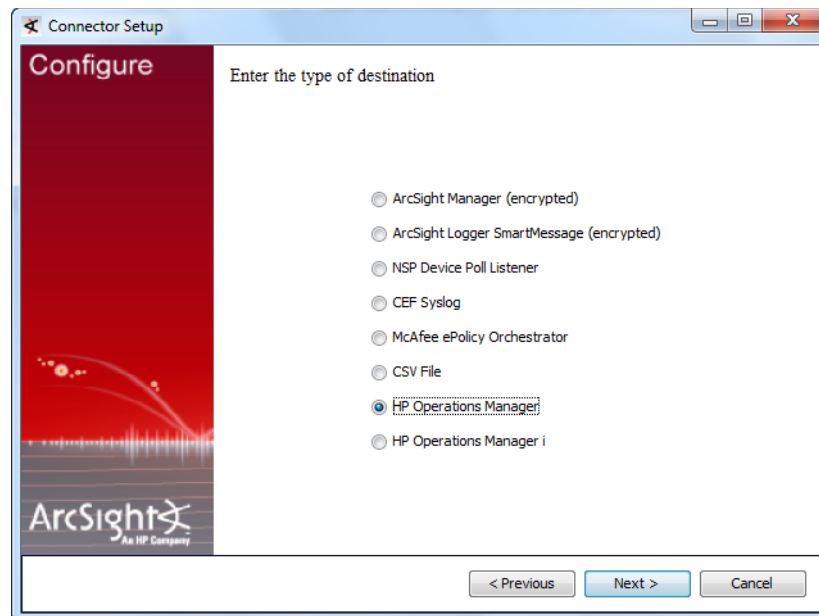 Connector Setup
Configure
Enter the type of destination
ArcSight Manager (encrypted)
ArcSight Logger SmartMessage (encrypted)
NSP Device Poll Listener
CEF Syslog
McAfee ePolicy Orchestrator
CSV File
HP Operations Manager
HP Operations Manager i
ArcSight
An HP Company
< Previous
Next >
Cancel